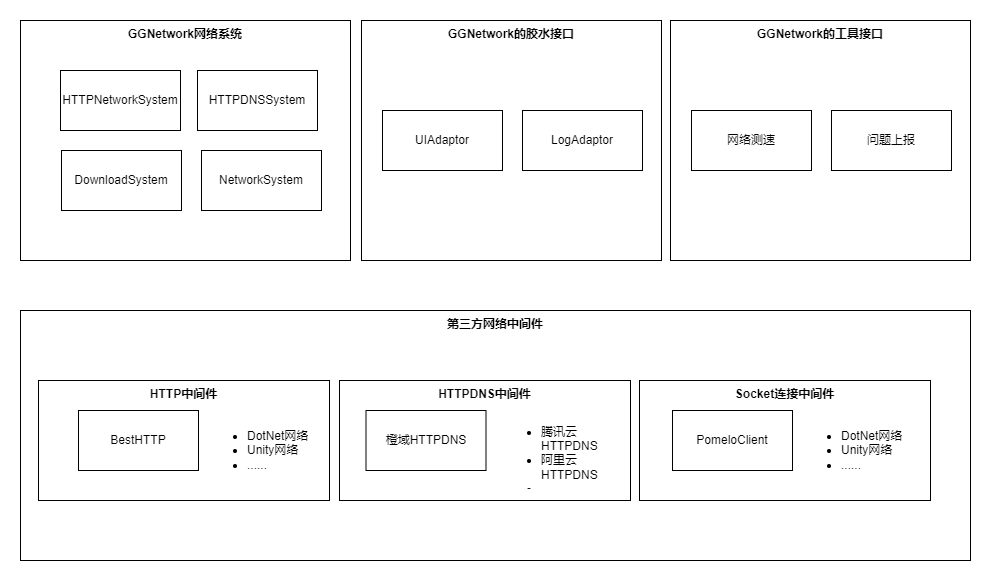 GGNetwork网络系统
HTTPNetworkSystem
HTTPDNSSystem
DownloadSystem
NetworkSystem
GGNetwork的胶水接口
UIAdaptor
LogAdaptor
GGNetwork的工具接口
网络测速
问题上报
第三方网络中间件
HTTP中间件
BestHTTP
• DotNet网络
• Unity网络
• ......
HTTPDNS中间件
橙域HTTPDNS
• 腾讯云
HTTPDNS
• 阿里云
HTTPDNS
-
Socket连接中间件
PomeloClient
• DotNet网络
• Unity网络
• ......